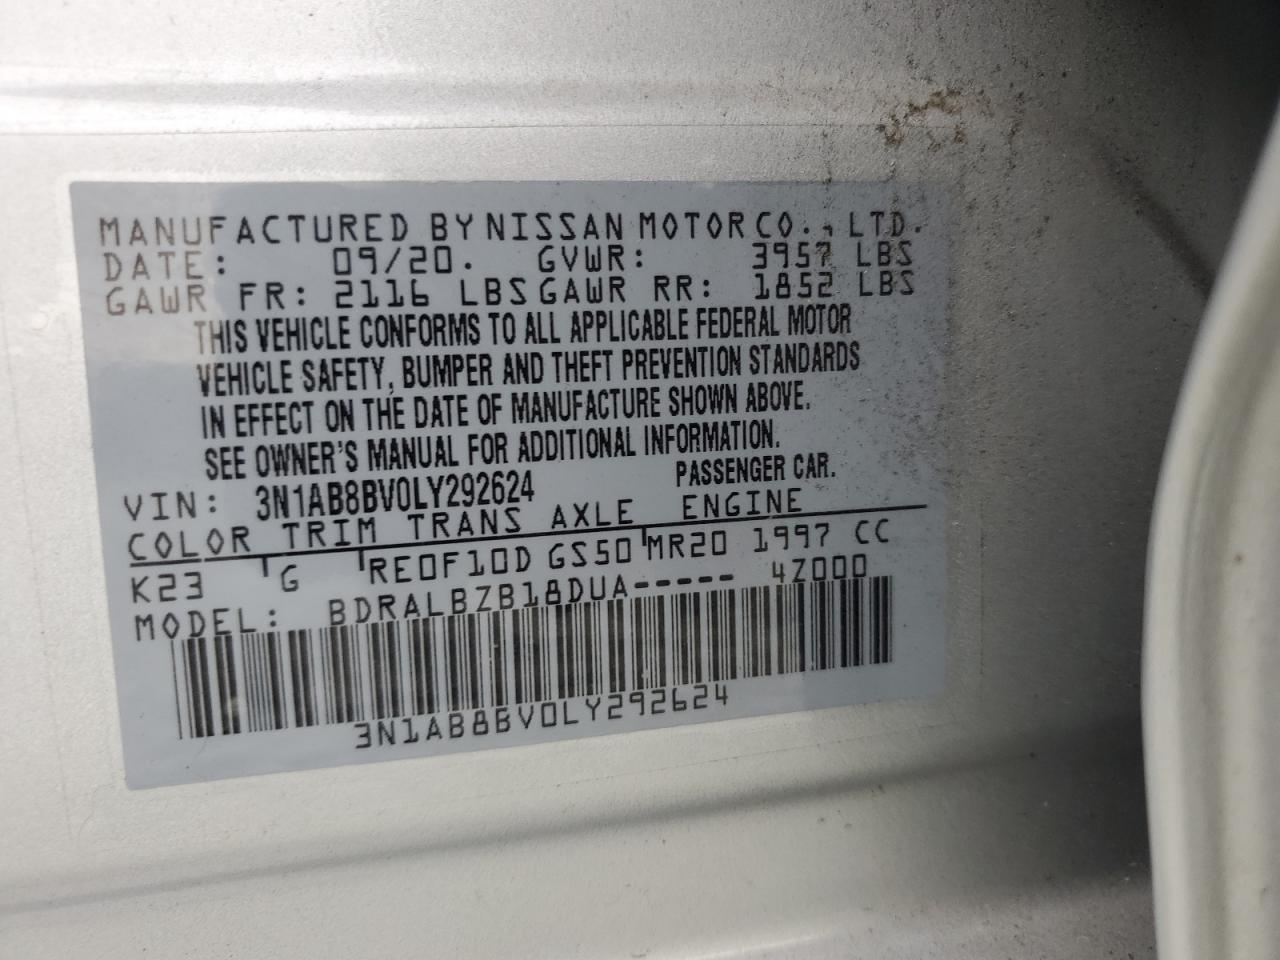 MANUFACTURED BY NISSAN MOTOR CO., LTD.
DATE: 09/20. GVWR: 3957 LBS
GAWR FR: 2116 LBS GAWR RR: 1852 LBS
THIS VEHICLE CONFORMS TO ALL APPLICABLE FEDERAL MOTOR
VEHICLE SAFETY, BUMPER AND THEFT PREVENTION STANDARDS
IN EFFECT ON THE DATE OF MANUFACTURE SHOWN ABOVE.
SEE OWNER'S MANUAL FOR ADDITIONAL INFORMATION.
VIN: 3N1AB8BV0LY292624 PASSENGER CAR.
COLOR TRIM TRANS AXLE ENGINE
K23 G RE0F10D GS50 MR20 1997 CC
MODEL: BDRALBZB18DUA----- 4Z000
3N1AB8BV0LY292624